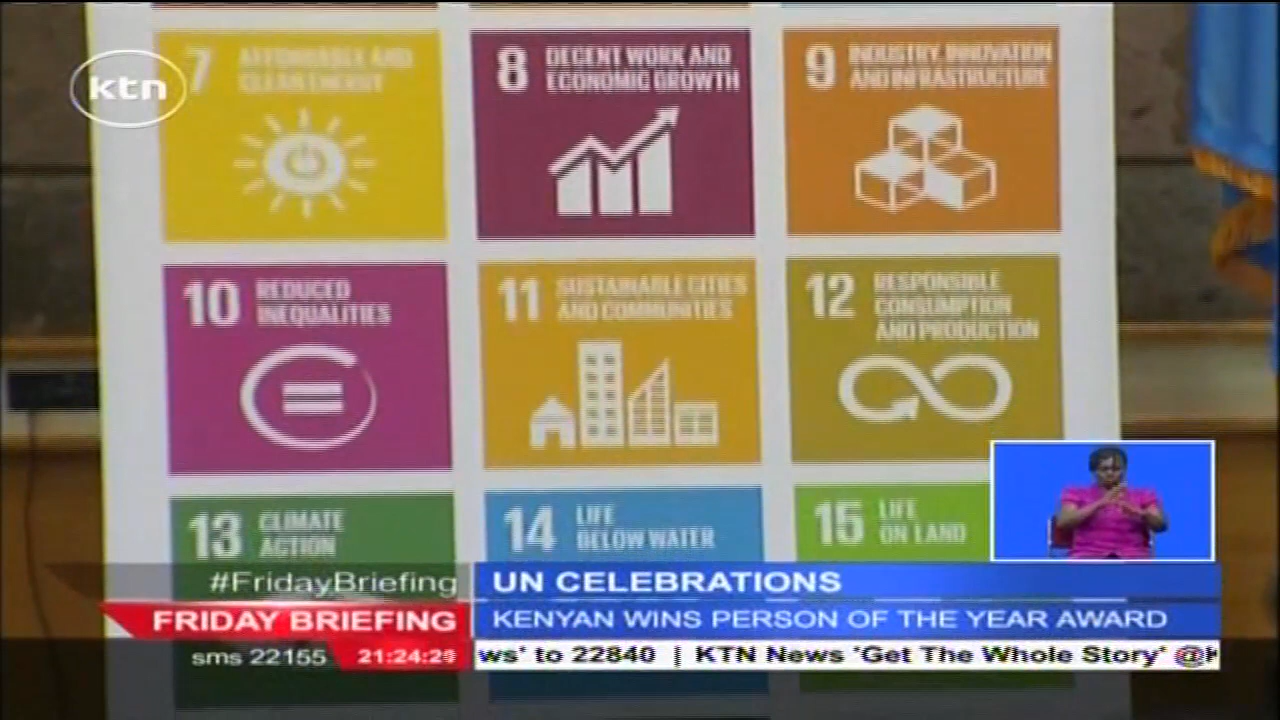 ktn
7 AFFORDABLE AND
CLEAN ENERGY
8 DECENT WORK AND
ECONOMIC GROWTH
9 INDUSTRY, INNOVATION
AND INFRASTRUCTURE
10 REDUCED
INEQUALITIES
11 SUSTAINABLE CITIES
AND COMMUNITIES
12 RESPONSIBLE
CONSUMPTION
AND PRODUCTION
13 CLIMATE
ACTION
14 LIFE
BELOW WATER
15 LIFE
ON LAND
#FridayBriefing
UN CELEBRATIONS
FRIDAY BRIEFING
KENYAN WINS PERSON OF THE YEAR AWARD
sms 22155
21:24:29
ws' to 22840 | KTN News 'Get The Whole Story' @K